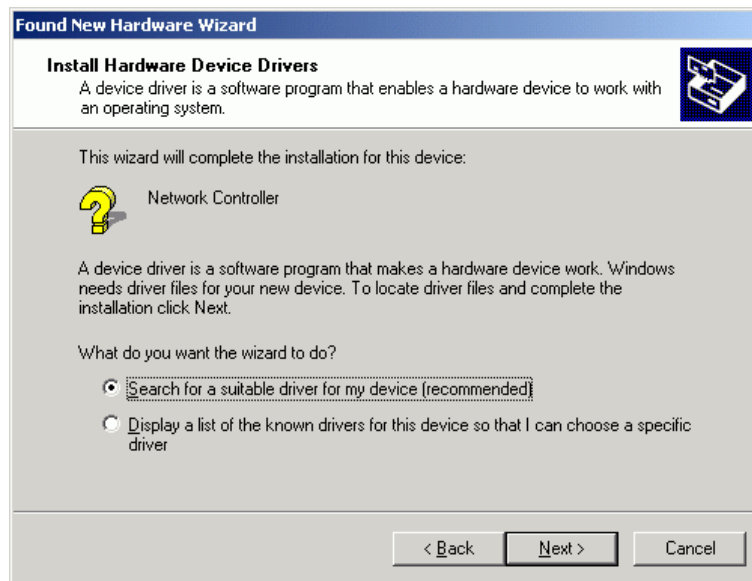 Found New Hardware Wizard
Install Hardware Device Drivers
A device driver is a software program that enables a hardware device to work with
an operating system.
This wizard will complete the installation for this device:
Network Controller
A device driver is a software program that makes a hardware device work. Windows
needs driver files for your new device. To locate driver files and complete the
installation click Next.
What do you want the wizard to do?
Search for a suitable driver for my device (recommended)
Display a list of the known drivers for this device so that I can choose a specific
driver
< Back Next > Cancel